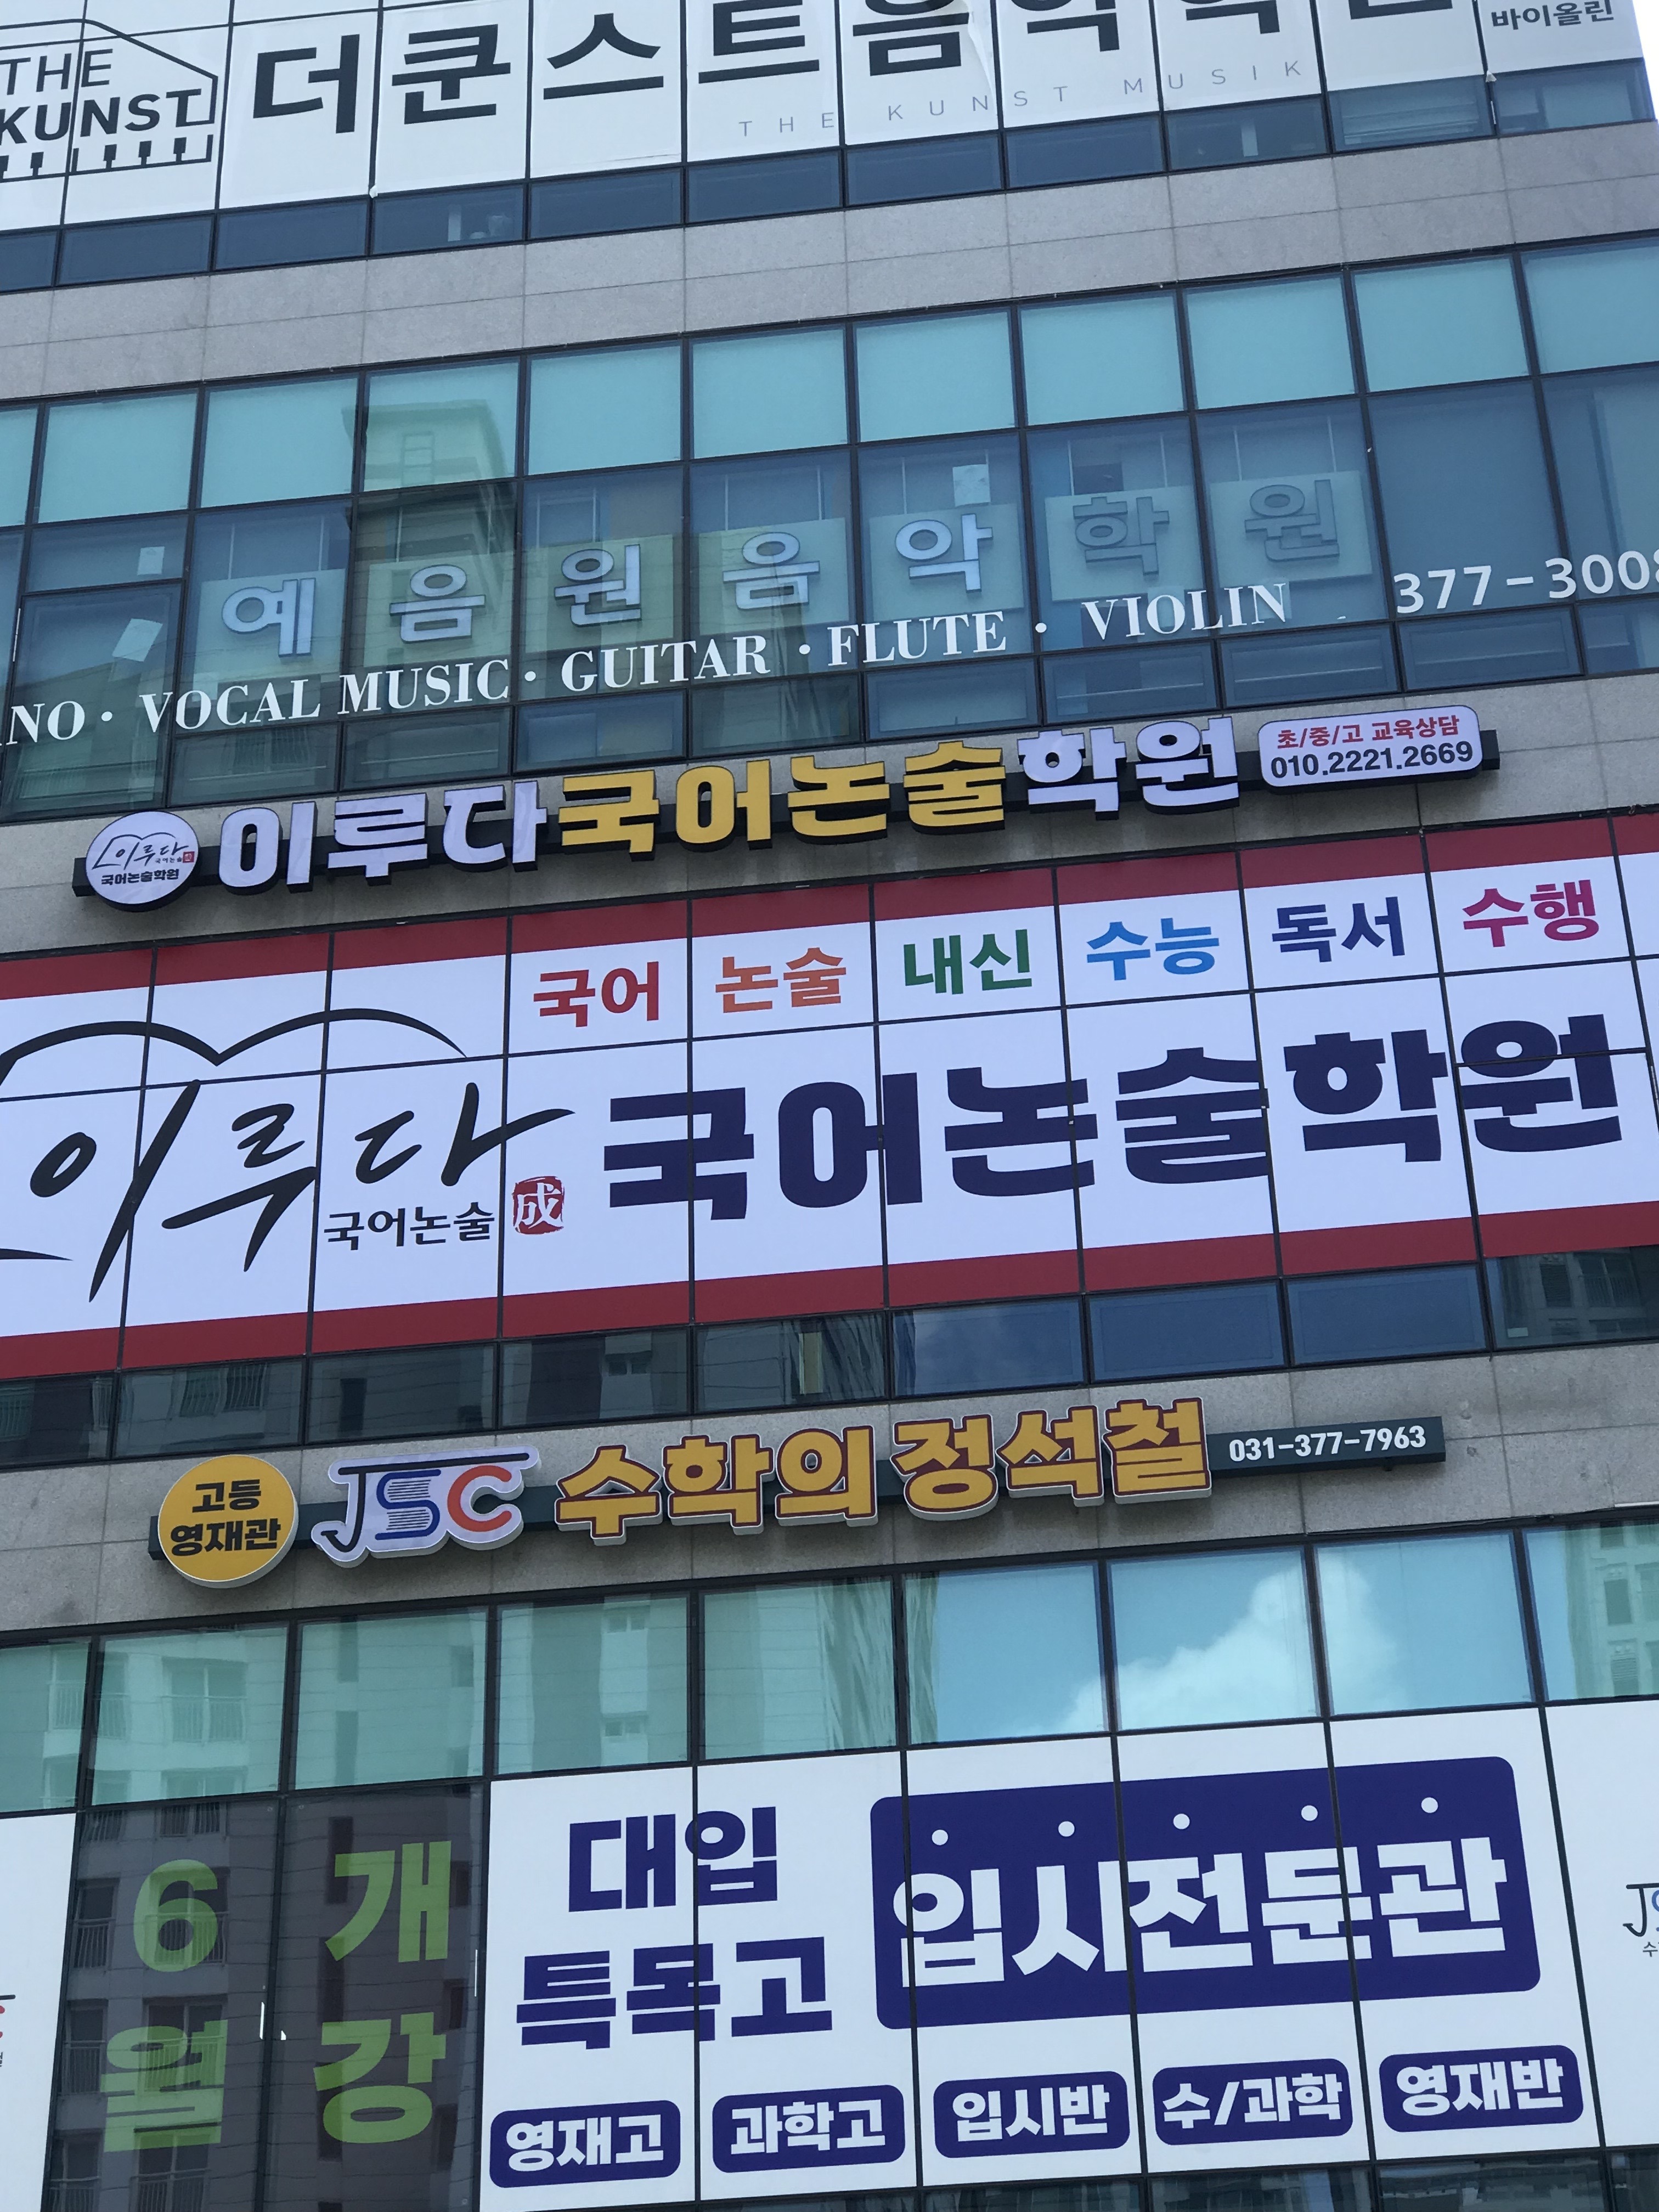 THE
KUNST
더쿤스트음악학원
바이올린
THE KUNST MUSIK
예음원음악학원
377-3008
NO · VOCAL MUSIC · GUITAR · FLUTE · VIOLIN
이루다
국어논술
국어논술학원
이루다국어논술학원
초/중/고 교육상담
010.2221.2669
국어 논술 내신 수능 독서 수행
이루다
국어논술 成
국어논술학원
고등
영재관
JSC 수학의 정석철
031-377-7963
6 개
월 강
대입
특목고
입시전문관
영재고 과학고 입시반 수/과학 영재반